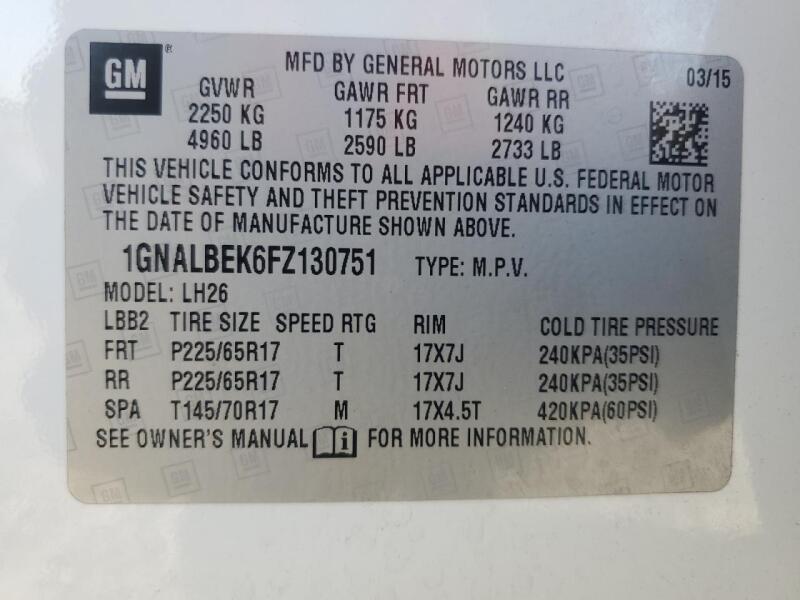 GM ®
MFD BY GENERAL MOTORS LLC 03/15
GVWR GAWR FRT GAWR RR
2250 KG 1175 KG 1240 KG
4960 LB 2590 LB 2733 LB
THIS VEHICLE CONFORMS TO ALL APPLICABLE U.S. FEDERAL MOTOR
VEHICLE SAFETY AND THEFT PREVENTION STANDARDS IN EFFECT ON
THE DATE OF MANUFACTURE SHOWN ABOVE.
1GNALBEK6FZ130751 TYPE: M.P.V.
MODEL: LH26
LBB2 TIRE SIZE SPEED RTG RIM COLD TIRE PRESSURE
FRT P225/65R17 T 17X7J 240KPA(35PSI)
RR P225/65R17 T 17X7J 240KPA(35PSI)
SPA T145/70R17 M 17X4.5T 420KPA(60PSI)
SEE OWNER'S MANUAL i FOR MORE INFORMATION.